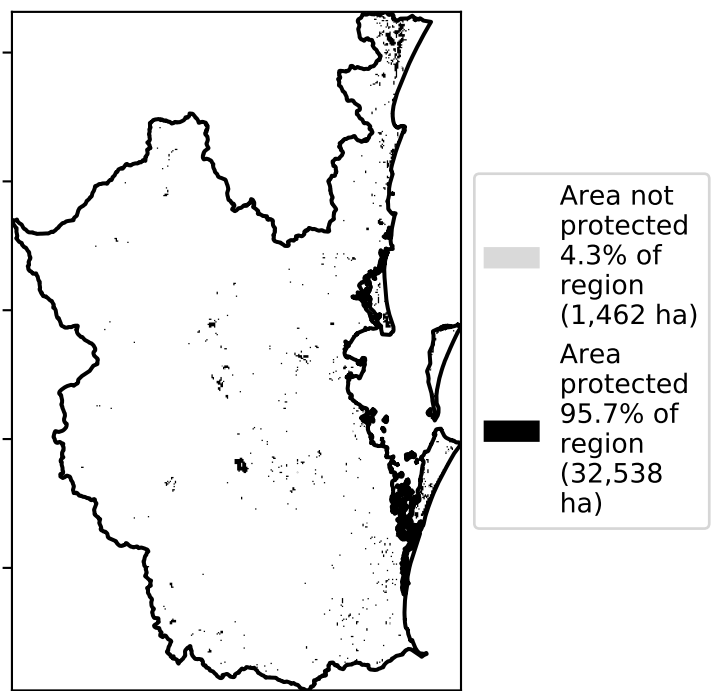 Area not
protected
4.3% of
region
(1,462 ha)
Area
protected
95.7% of
region
(32,538
ha)